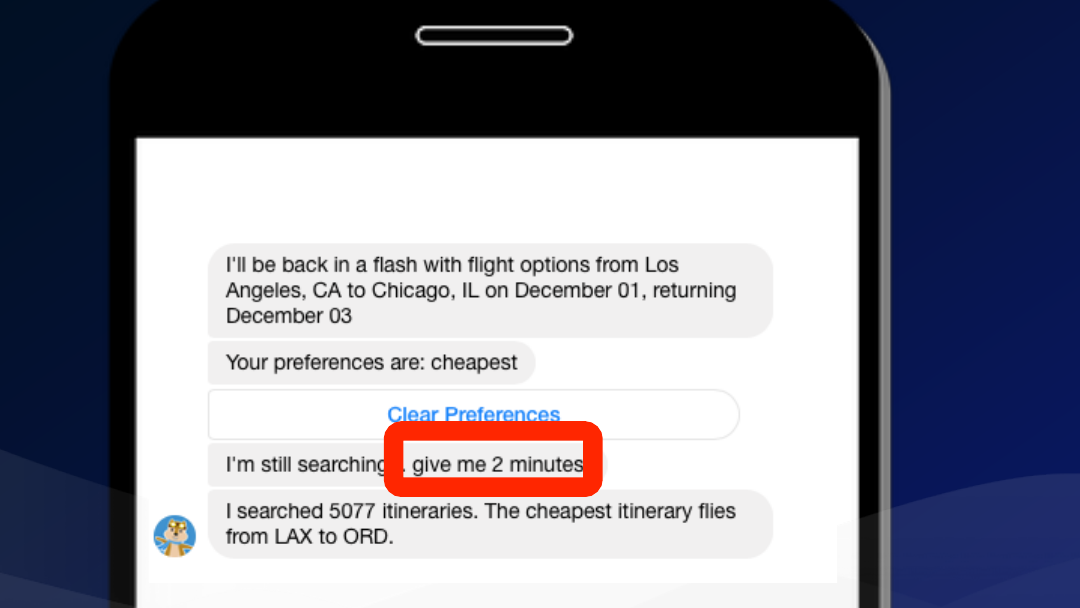 I'll be back in a flash with flight options from Los
Angeles, CA to Chicago, IL on December 01, returning
December 03
Your preferences are: cheapest
Clear Preferences
I'm still searching. give me 2 minutes
I searched 5077 itineraries. The cheapest itinerary flies
from LAX to ORD.